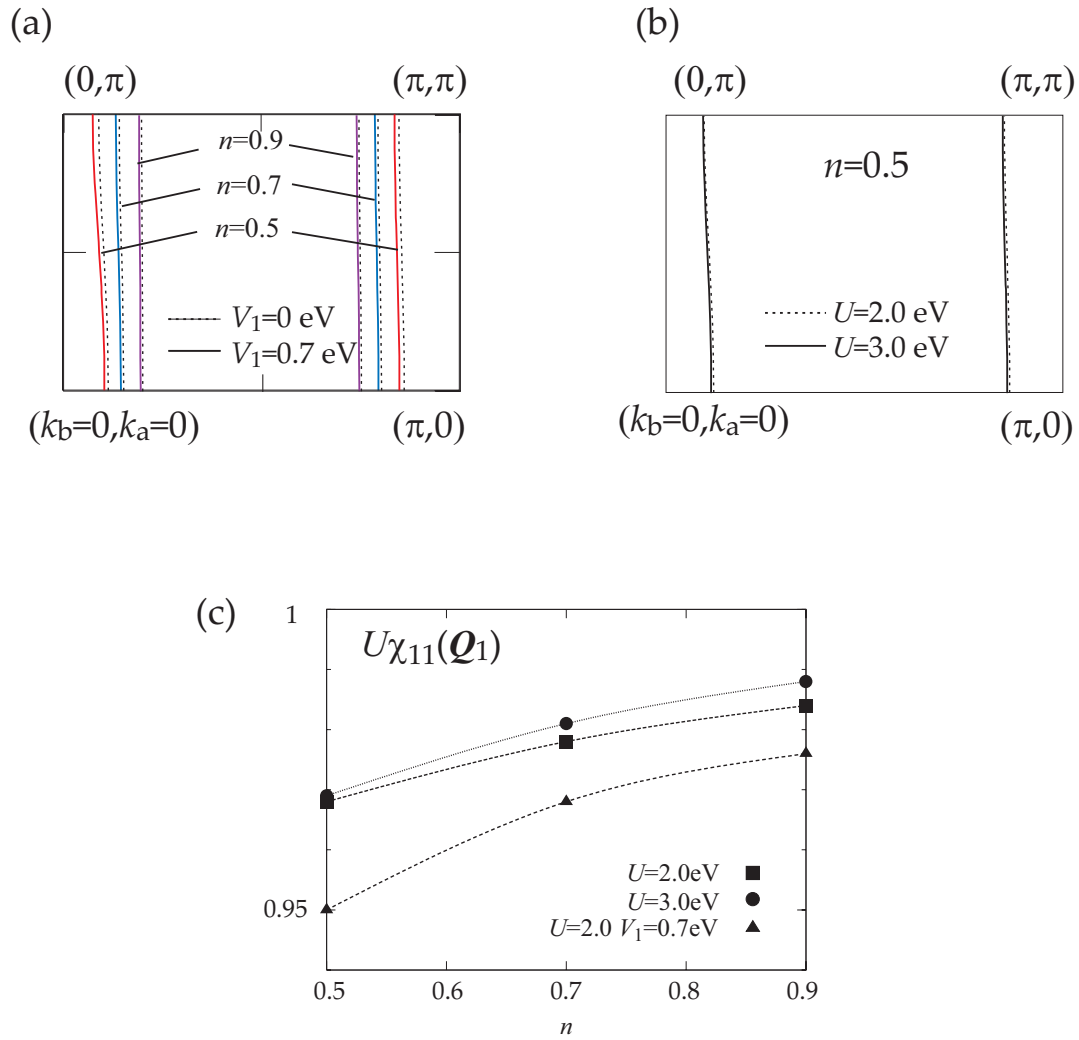 (a)
(0,π) (π,π)
n=0.9
n=0.7
n=0.5
V1=0 eV
V1=0.7 eV
(kb=0,ka=0) (π,0)
(b)
(0,π) (π,π)
n=0.5
U=2.0 eV
U=3.0 eV
(kb=0,ka=0) (π,0)
(c)
1
Uχ11(Q1)
0.95
U=2.0eV
U=3.0eV
U=2.0 V1=0.7eV
0.5 0.6 0.7 0.8 0.9
n